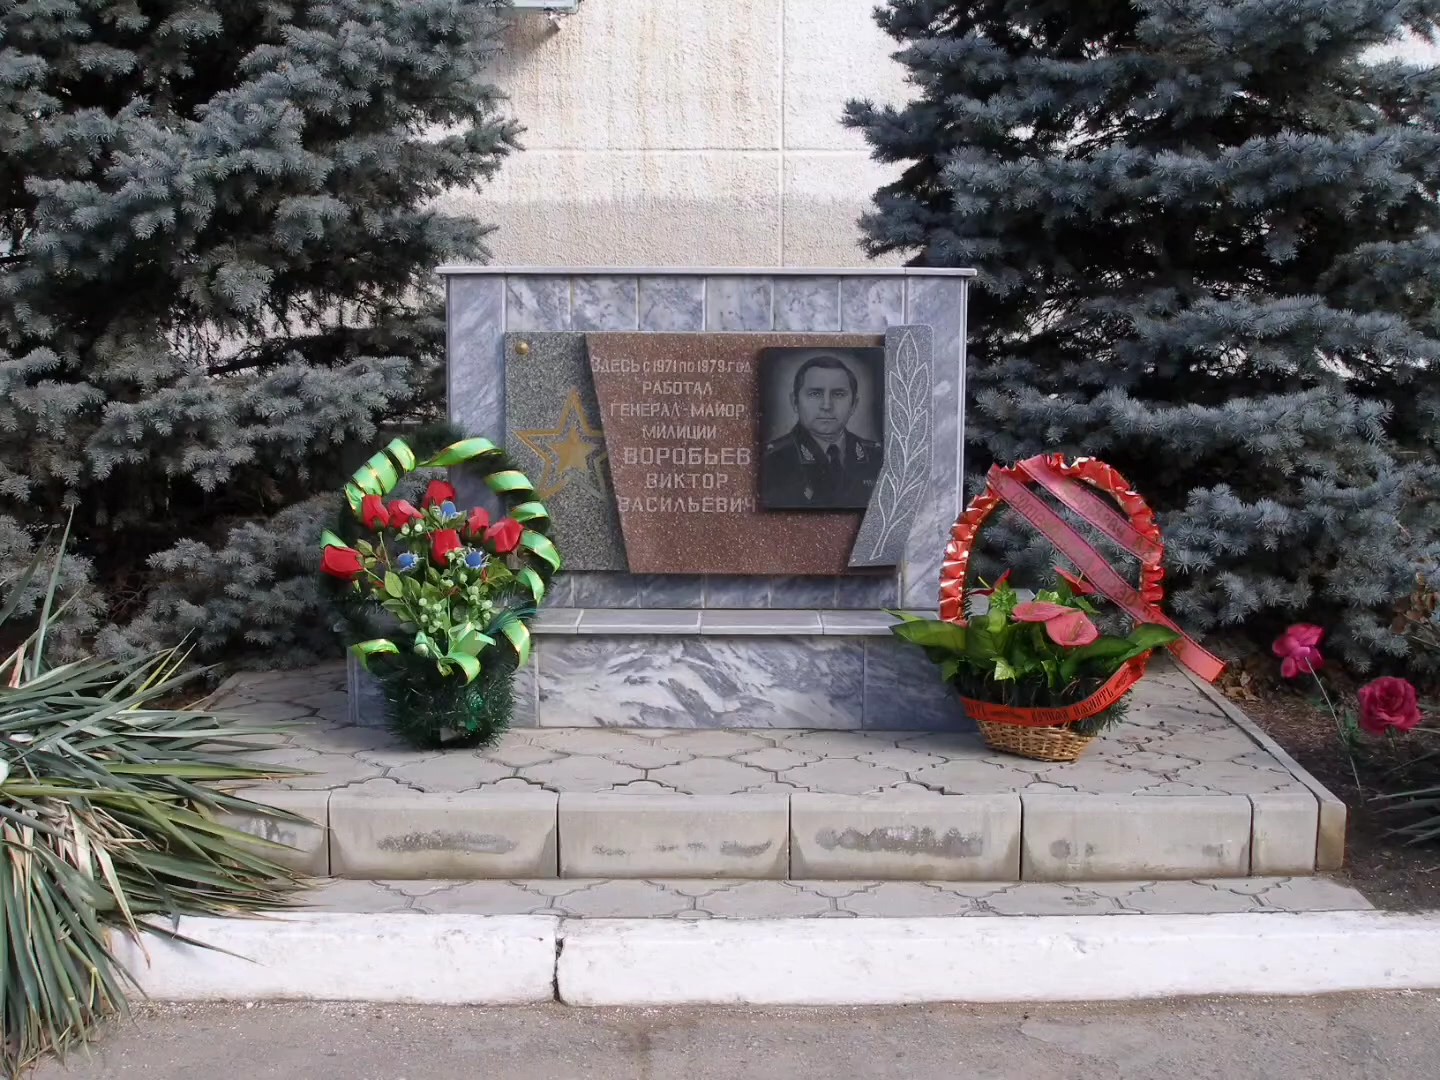 ЗДЕСЬ С 1971 ПО 1979 ГОД
РАБОТАЛ
ГЕНЕРАЛ-МАЙОР
МИЛИЦИИ
ВОРОБЬЕВ
ВИКТОР
ВАСИЛЬЕВИЧ